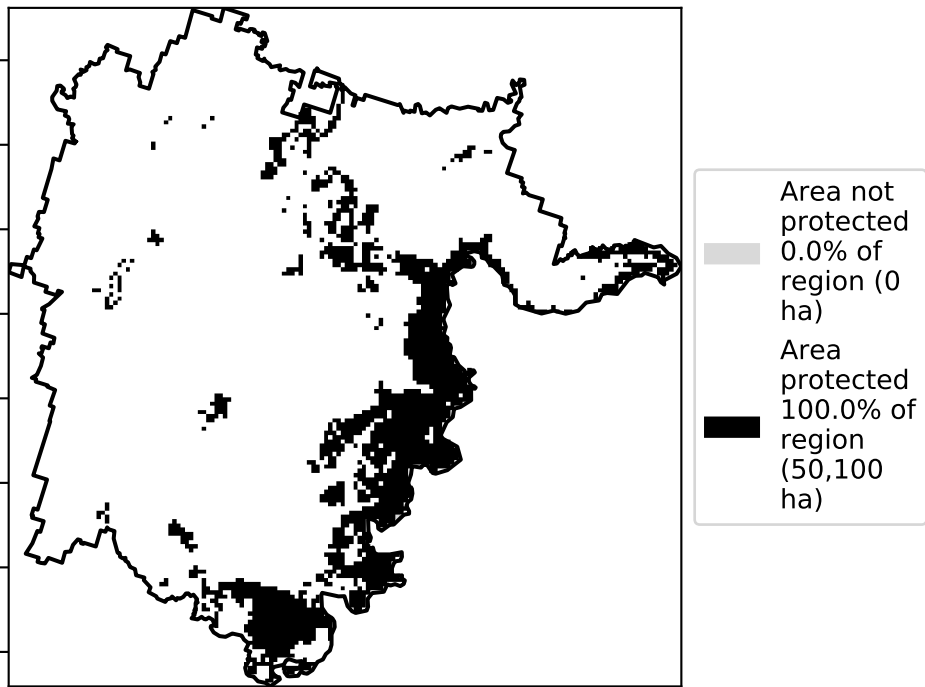 Area not
protected
0.0% of
region (0
ha)
Area
protected
100.0% of
region
(50,100
ha)